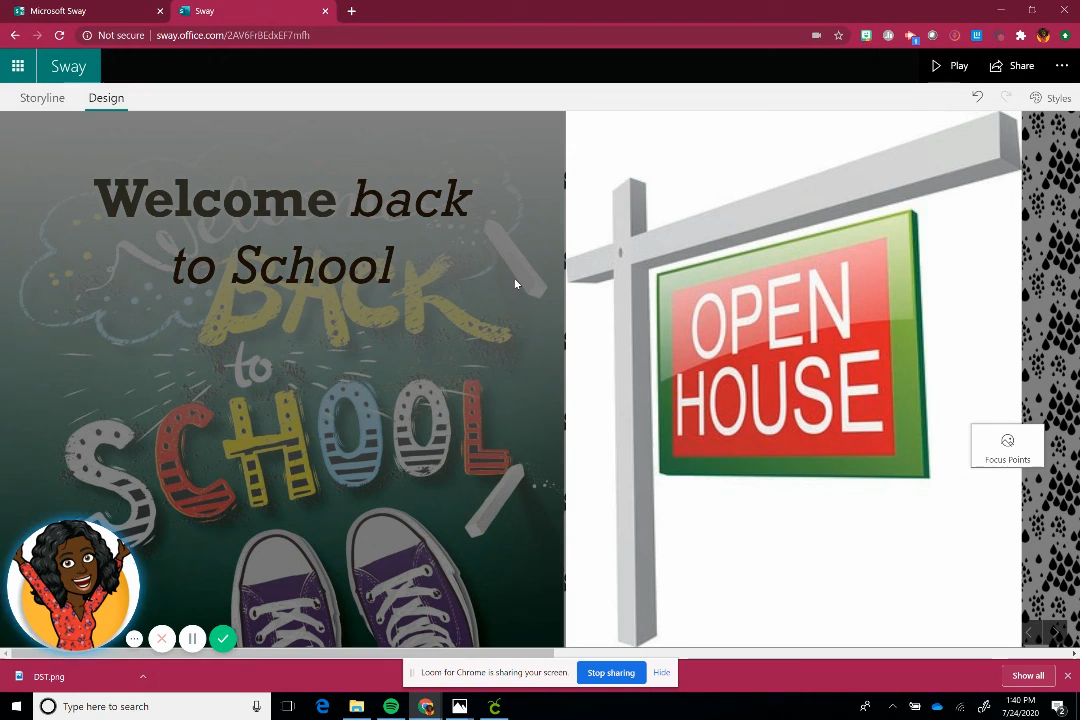 Microsoft Sway
Sway
Not secure
sway.office.com/2AV6FrBEdxEF7mfh
Sway
Play
Share
Storyline
Design
Styles
Welcome back
to School
Welcome
BACK
to
SCHOOL
OPEN
HOUSE
Focus Points
Loom for Chrome is sharing your screen.
Stop sharing
Hide
DST.png
Show all
Type here to search
1:40 PM
7/24/2020
2